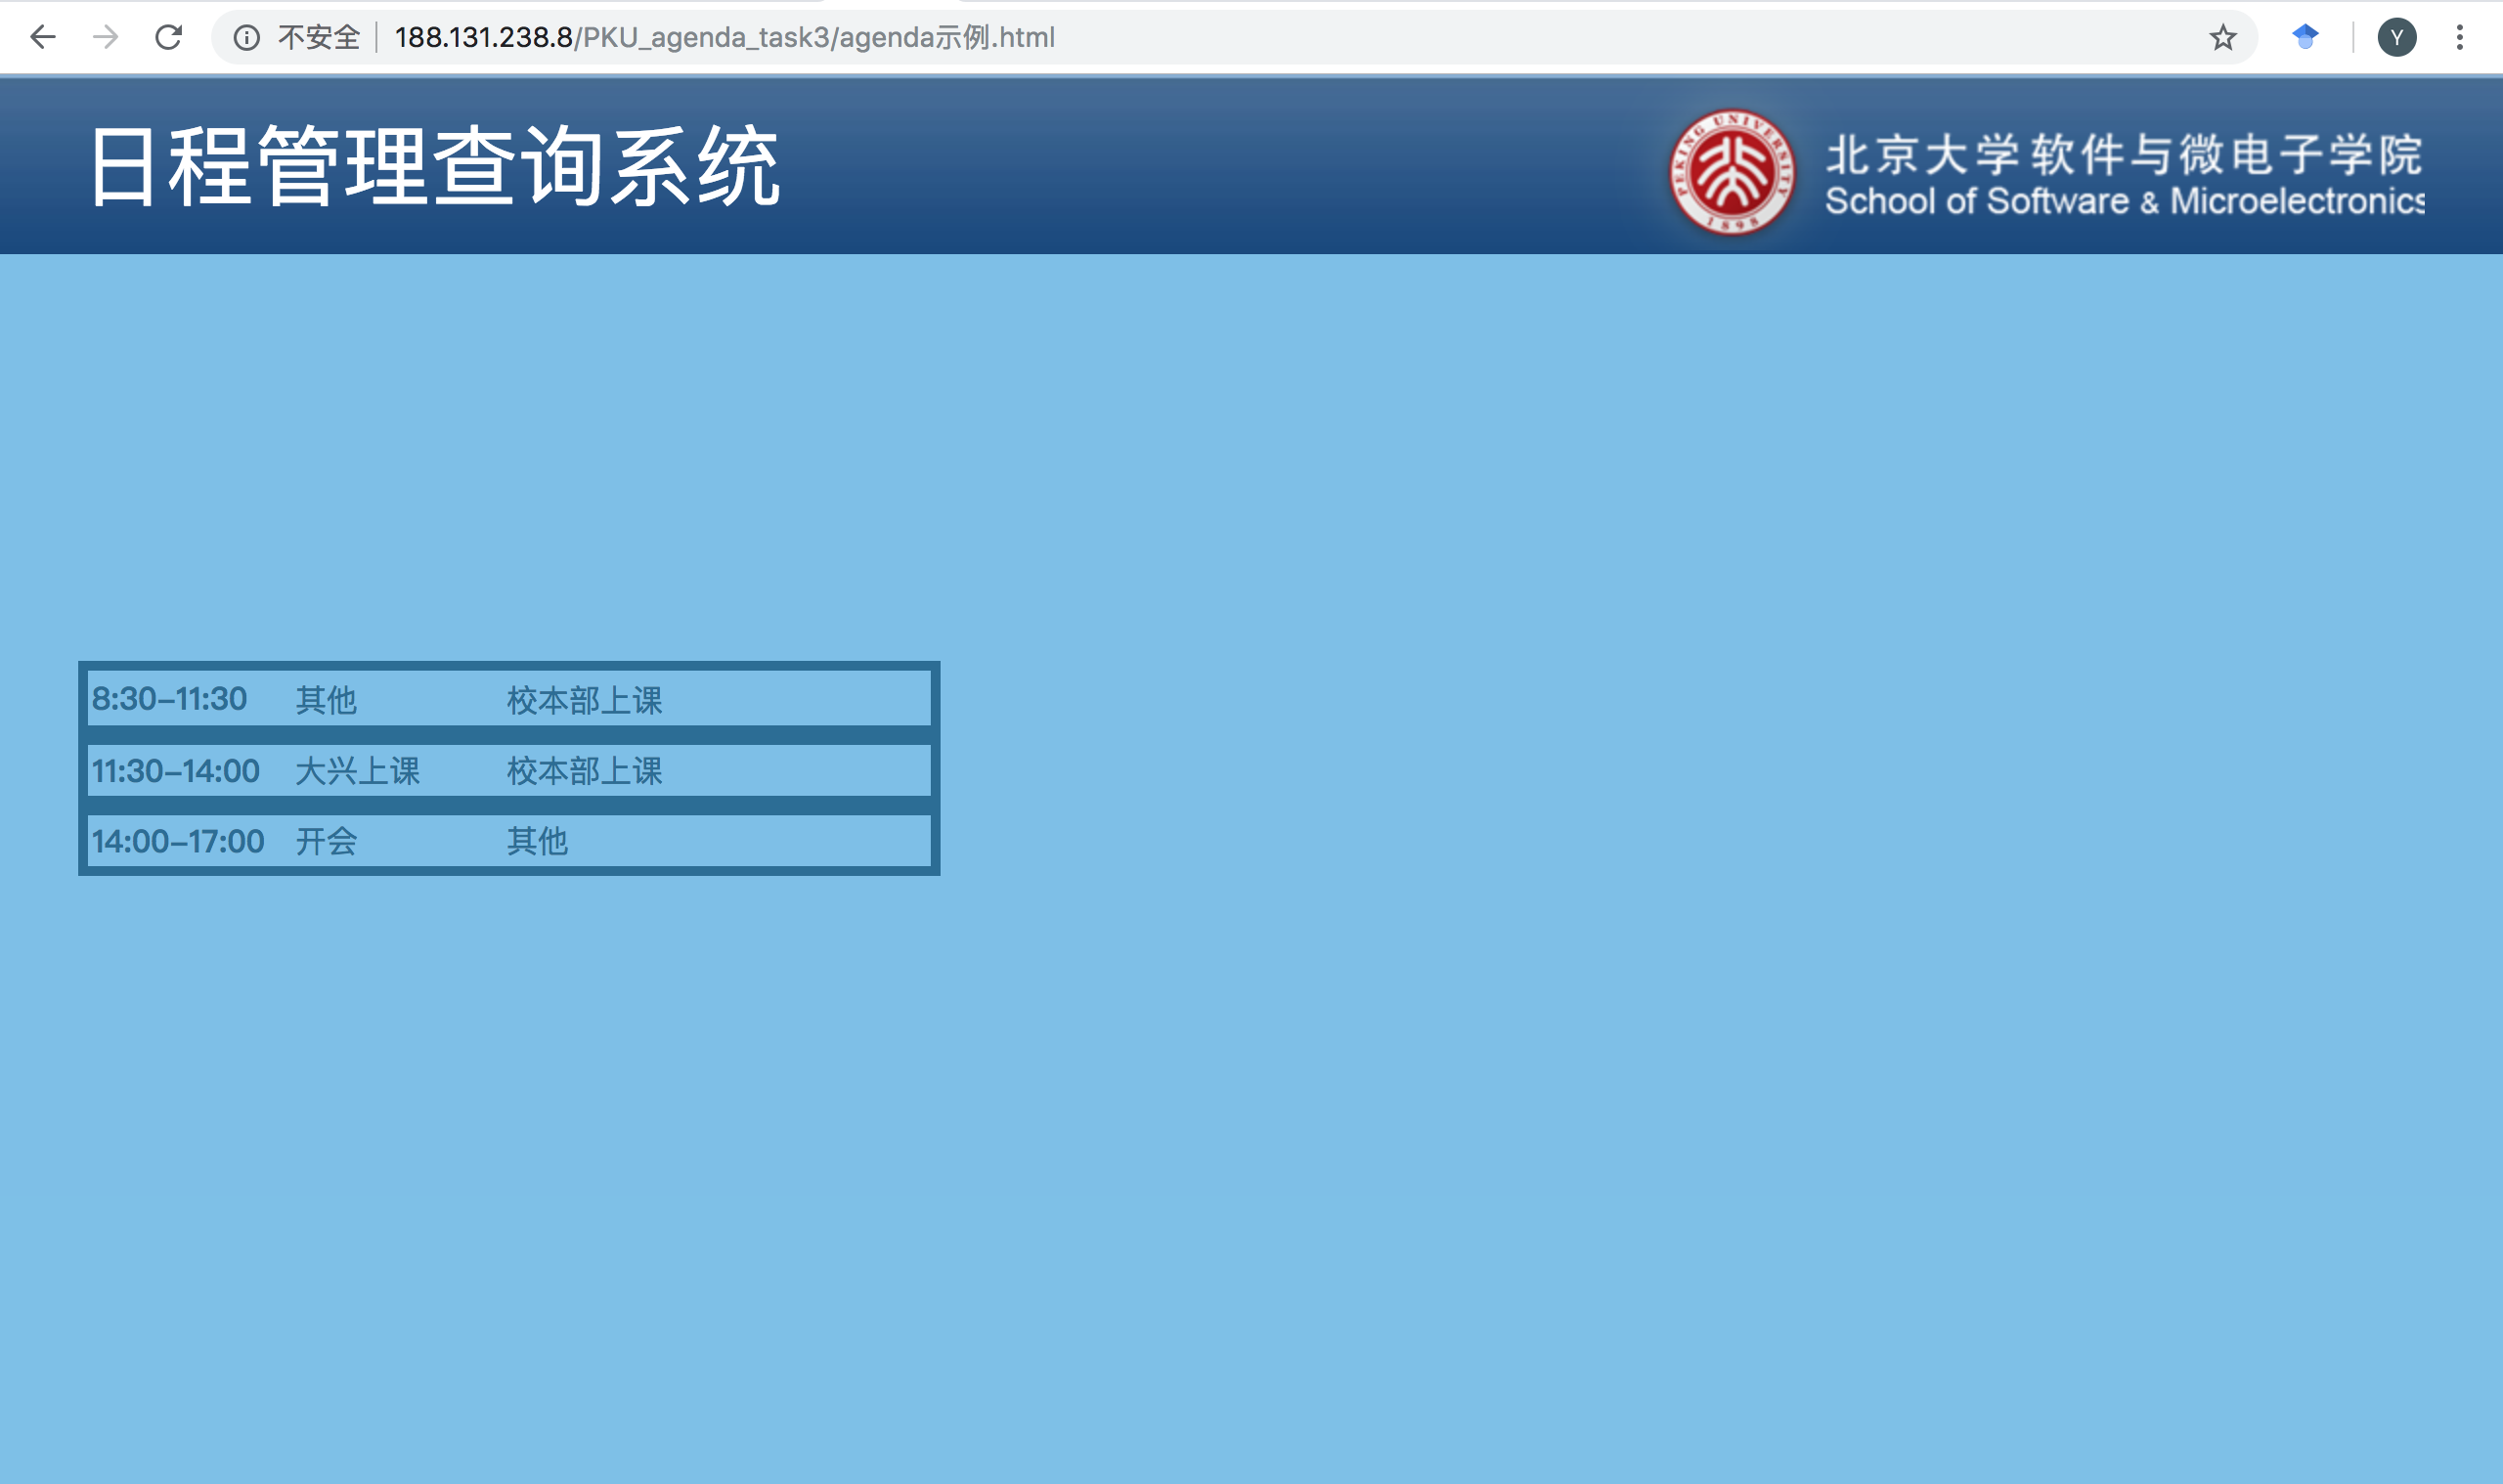 不安全 188.131.238.8/PKU_agenda_task3/agenda示例.html
Y
日程管理查询系统
PEKING UNIVERSITY
1898
北京大学软件与微电子学院
School of Software & Microelectronics
8:30–11:30 其他 校本部上课
11:30–14:00 大兴上课 校本部上课
14:00–17:00 开会 其他